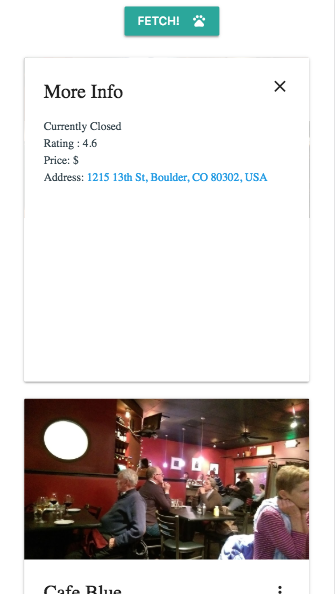 FETCH!
More Info
Currently Closed
Rating : 4.6
Price: $
Address: 1215 13th St, Boulder, CO 80302, USA
Cafe Blue